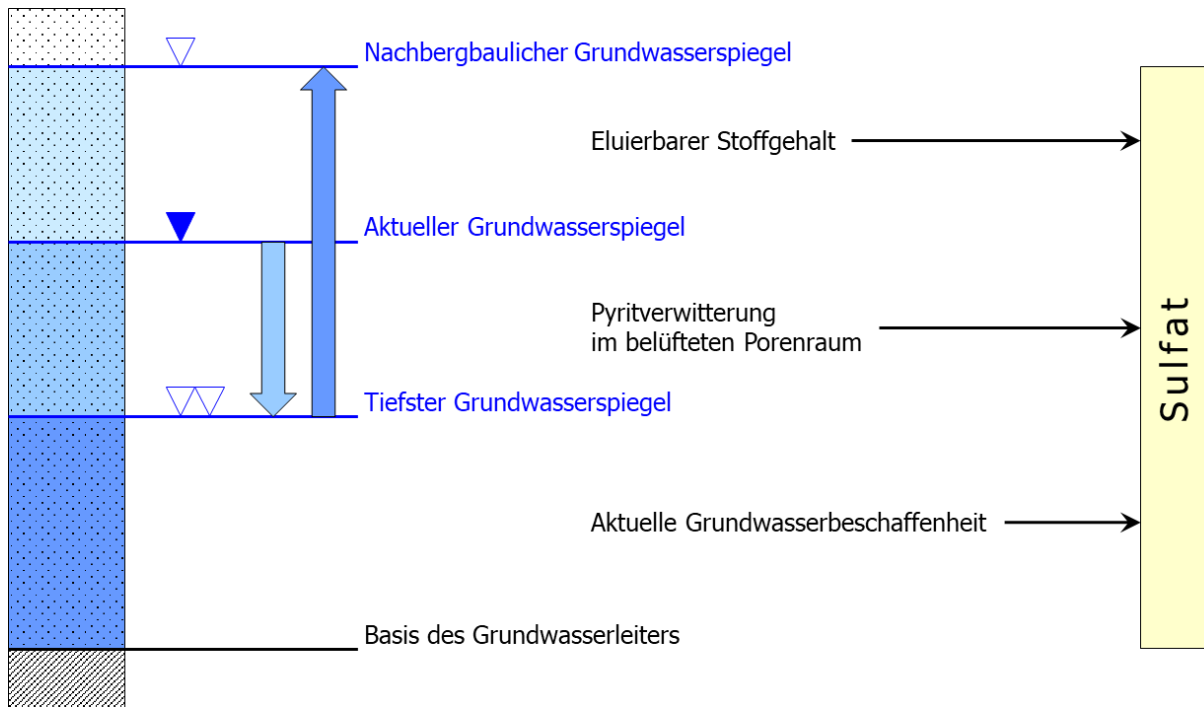 Nachbergbaulicher Grundwasserspiegel
Eluierbarer Stoffgehalt
Aktueller Grundwasserspiegel
Pyritverwitterung
im belüfteten Porenraum
Tiefster Grundwasserspiegel
Aktuelle Grundwasserbeschaffenheit
Basis des Grundwasserleiters
Sulfat